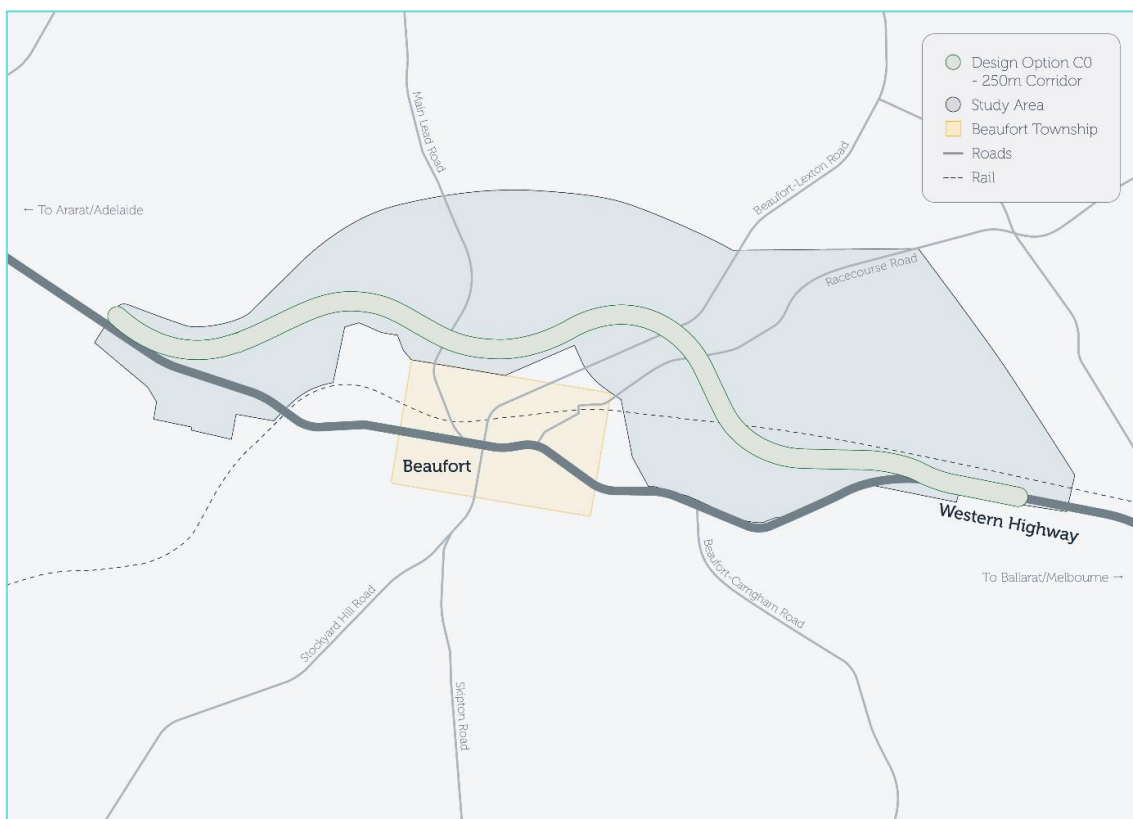 Design Option C0
- 250m Corridor
Study Area
Beaufort Township
Roads
Rail
Main Lead Road
Beaufort-Lexton Road
← To Ararat/Adelaide
Racecourse Road
Beaufort
Western Highway
To Ballarat/Melbourne →
Beaufort-Carngham Road
Stockyard Hill Road
Skipton Road